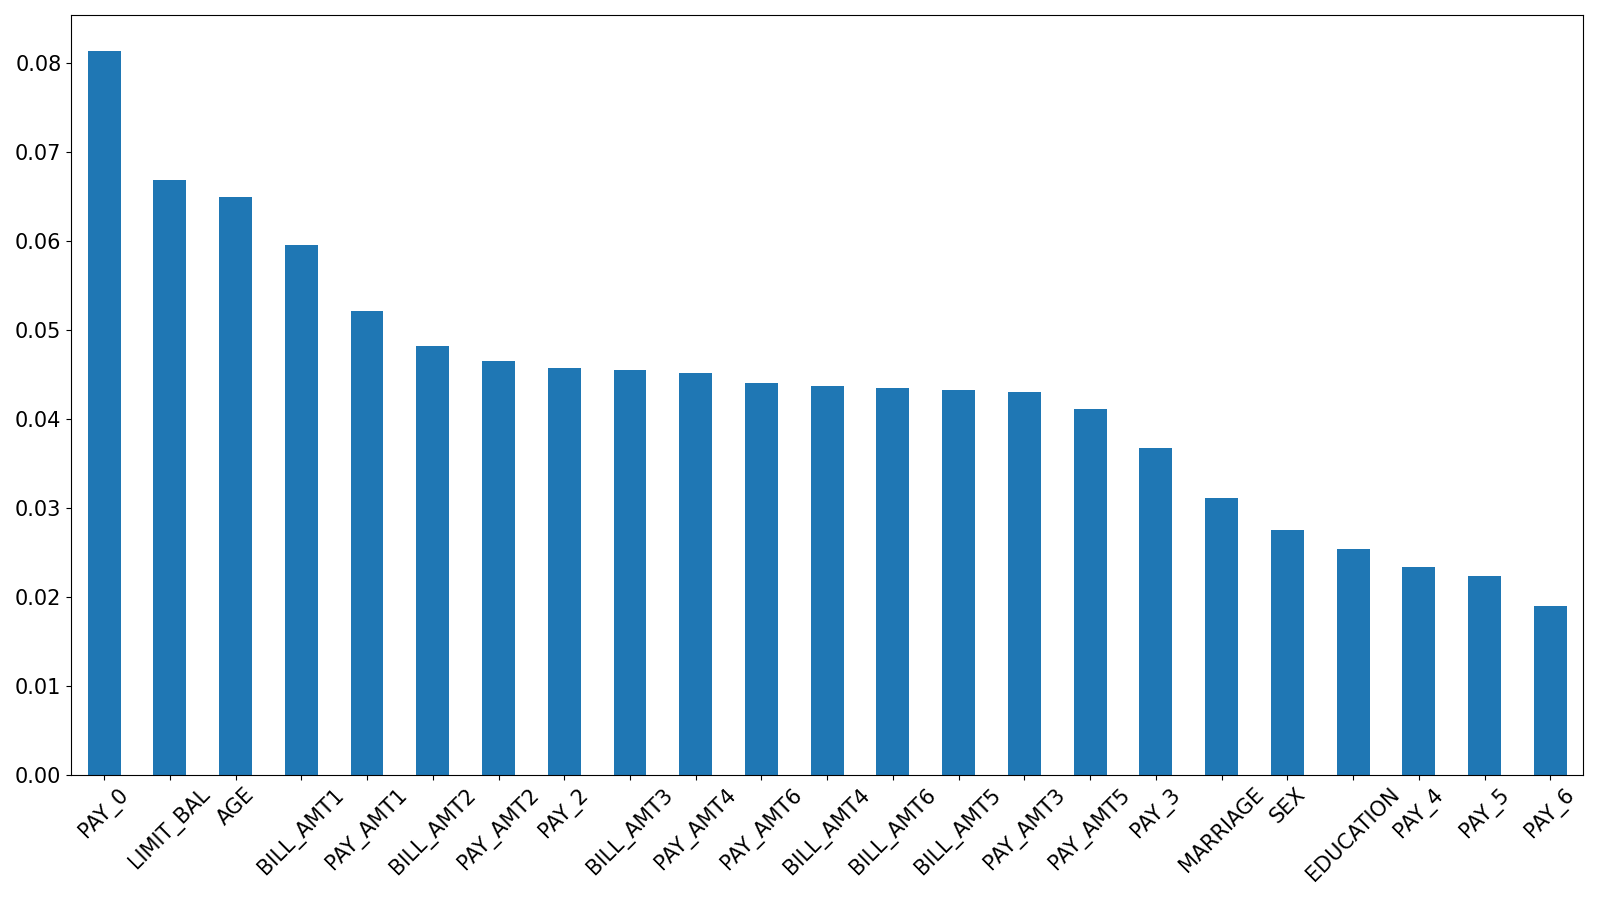 0.08
0.07
0.06
0.05
0.04
0.03
0.02
0.01
0.00
PAY_0
LIMIT_BAL
AGE
BILL_AMT1
PAY_AMT1
BILL_AMT2
PAY_AMT2
PAY_2
BILL_AMT3
PAY_AMT4
PAY_AMT6
BILL_AMT4
BILL_AMT6
BILL_AMT5
PAY_AMT3
PAY_AMT5
PAY_3
MARRIAGE
SEX
EDUCATION
PAY_4
PAY_5
PAY_6